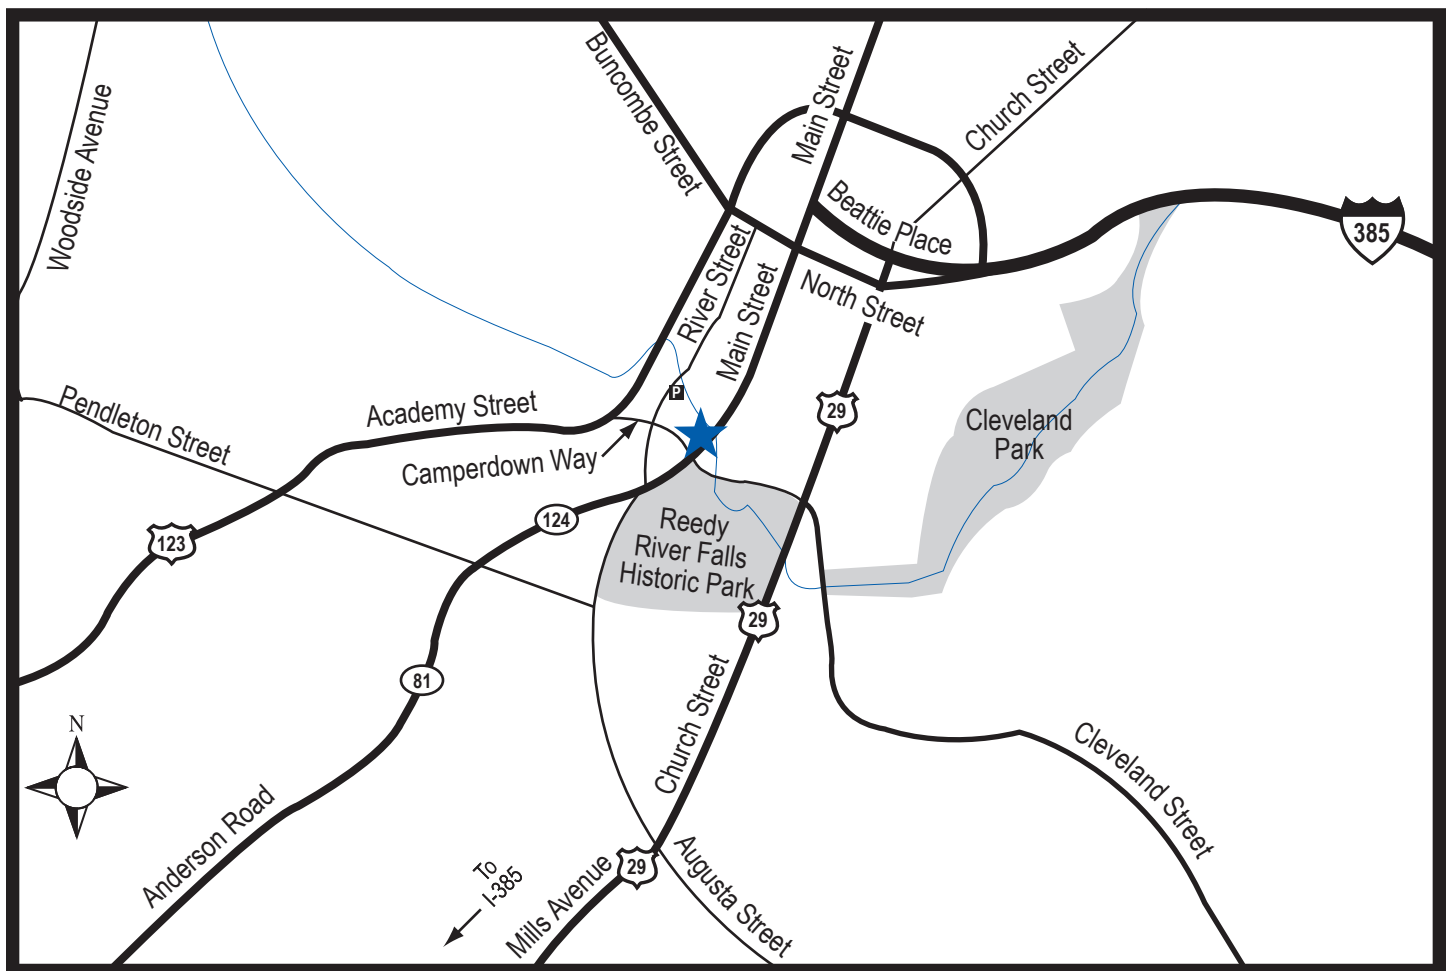 Buncombe Street
Main Street
Church Street
Woodside Avenue
Beattie Place
385
River Street
Main Street
North Street
Pendleton Street
Academy Street
P
29
Cleveland
Park
Camperdown Way
123
124
Reedy
River Falls
Historic Park
29
81
Church Street
N
Cleveland Street
Anderson Road
To
I-385
Mills Avenue
29
Augusta Street